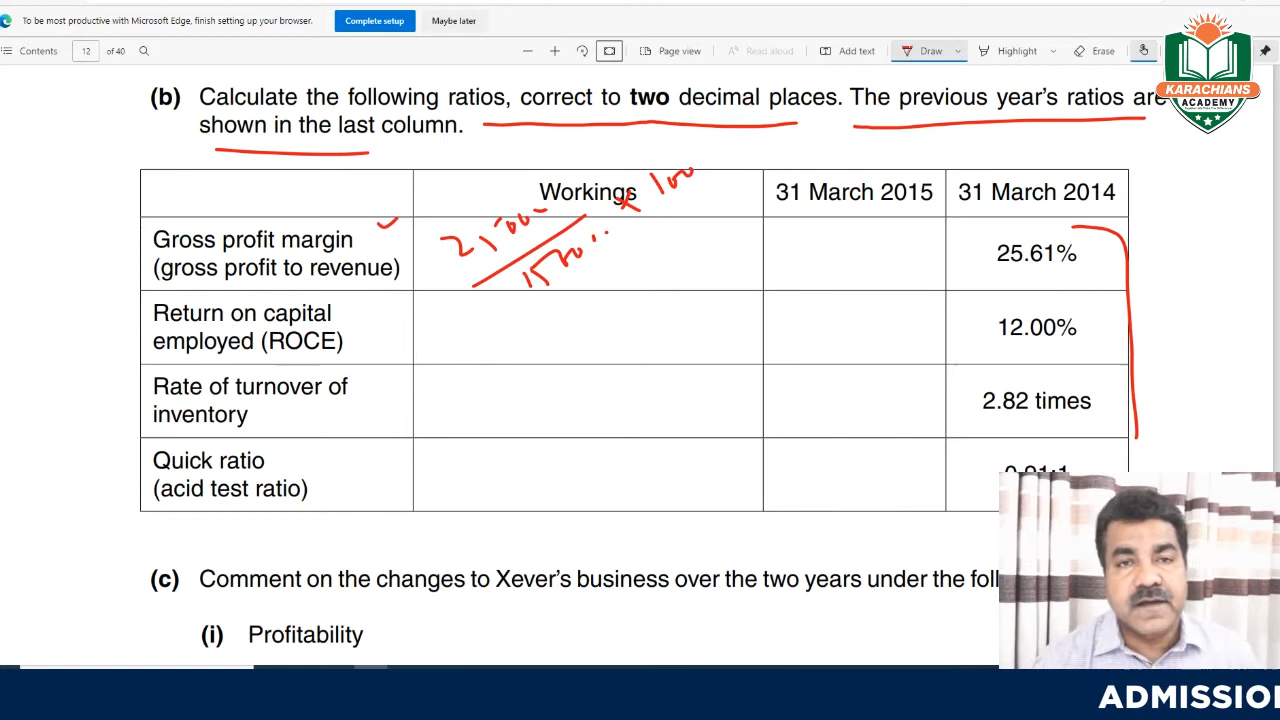 To be most productive with Microsoft Edge, finish setting up your browser.
Complete setup
Maybe later
Contents
12
of 40
Page view
Read aloud
Add text
Draw
Highlight
Erase
KARACHIANS
ACADEMY
(b) Calculate the following ratios, correct to two decimal places. The previous year's ratios are
shown in the last column.
Workings
31 March 2015
31 March 2014
x 100
Gross profit margin
(gross profit to revenue)
25.61%
Return on capital
employed (ROCE)
12.00%
Rate of turnover of
inventory
2.82 times
Quick ratio
(acid test ratio)
(c) Comment on the changes to Xever's business over the two years under the
(i) Profitability
ADMISSIO